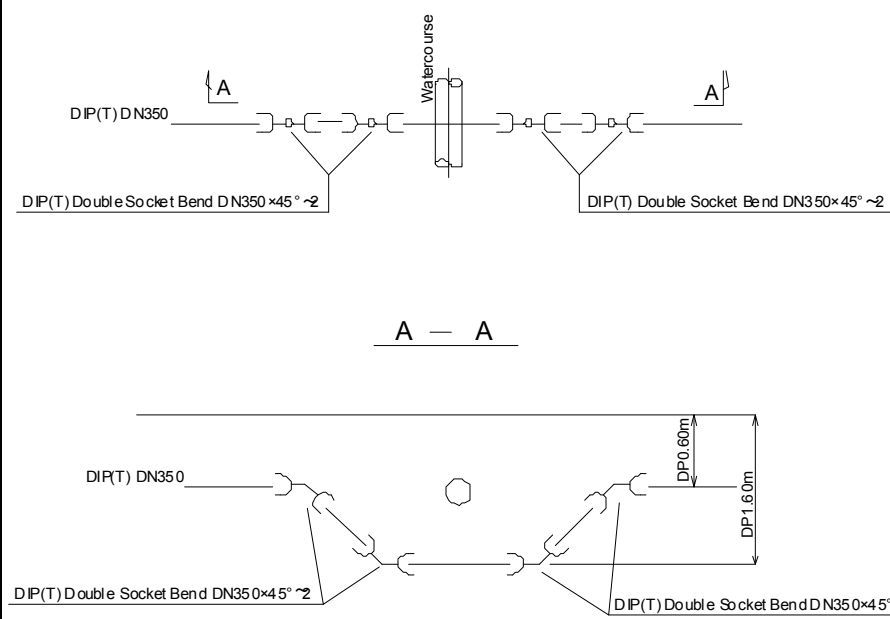 Watercourse
A
A
DIP(T) DN350
DIP(T) Double Socket Bend DN350×45°~2
DIP(T) Double Socket Bend DN350×45°~2
A — A
DP0.60m
DP1.60m
DIP(T) DN350
DIP(T) Double Socket Bend DN350×45°~2
DIP(T) Double Socket Bend DN350×45°